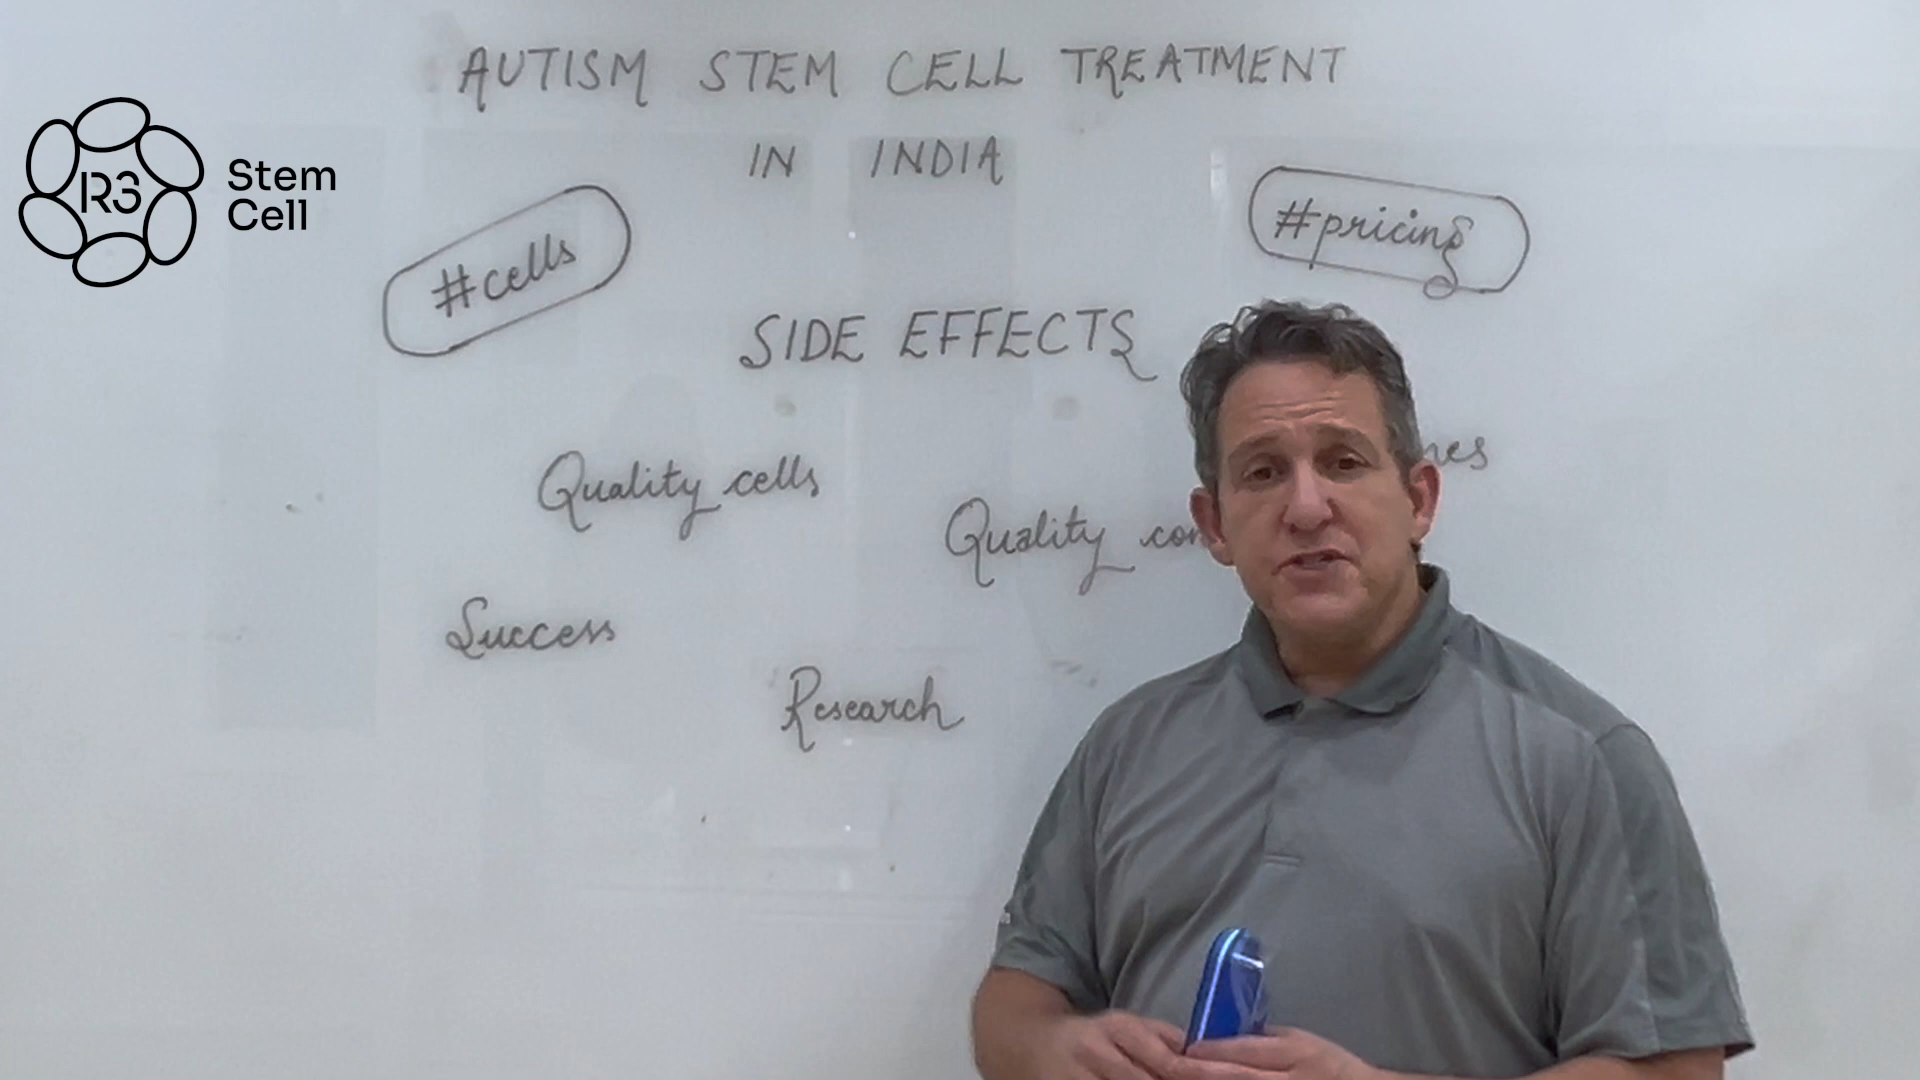 AUTISM STEM CELL TREATMENT
IN INDIA
R3 Stem
Cell
#cells
#pricing
SIDE EFFECTS
Quality cells
Quality
Success
Research